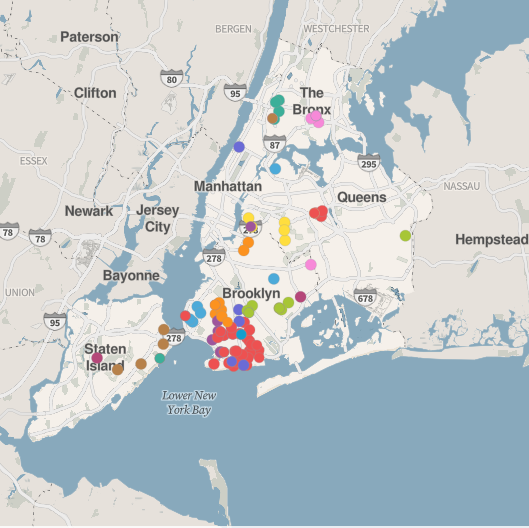 Paterson
BERGEN
WESTCHESTER
80
Clifton
95
The
Bronx
87
ESSEX
295
Manhattan
Queens
NASSAU
Newark
Jersey
City
78
78
Hempstead
278
Bayonne
UNION
Brooklyn
678
95
278
Staten
Island
Lower New
York Bay